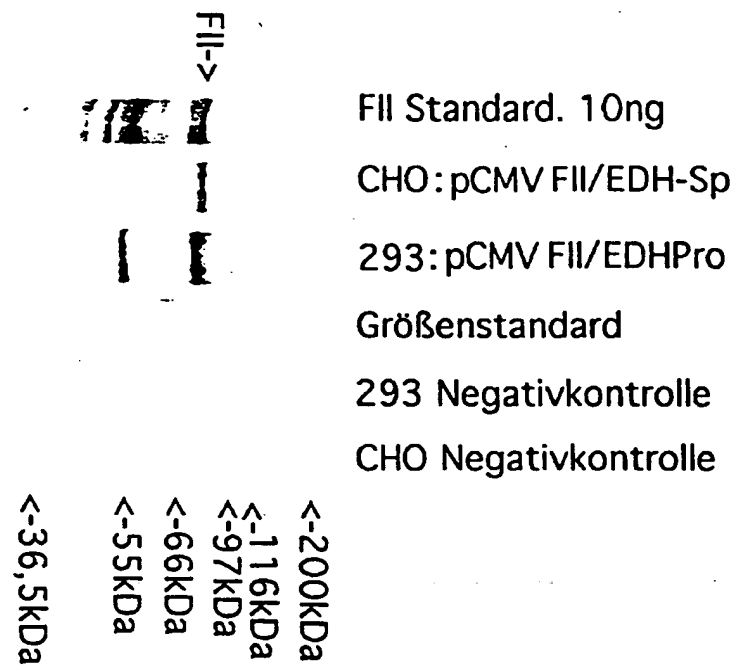 FII->
FII Standard. 10ng
CHO:pCMV FII/EDH-Sp
293:pCMV FII/EDHPro
Größenstandard
293 Negativkontrolle
CHO Negativkontrolle
<-36,5kDa
<-55kDa
<-66kDa
<-97kDa
<-116kDa
<-200kDa